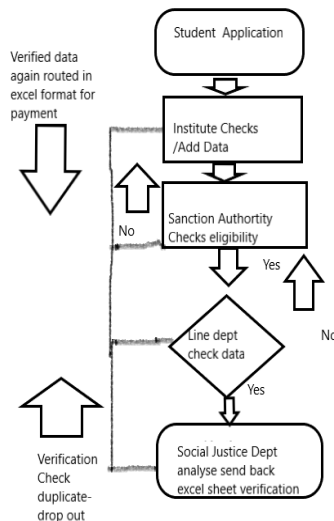 Student Application
Verified data
again routed in
excel format for
payment
Institute Checks
/Add Data
No
Sanction Authortity
Checks eligibility
Yes
No
Line dept
check data
Yes
Verification
Check
duplicate-
drop out
Social Justice Dept
analyse send back
excel sheet verification